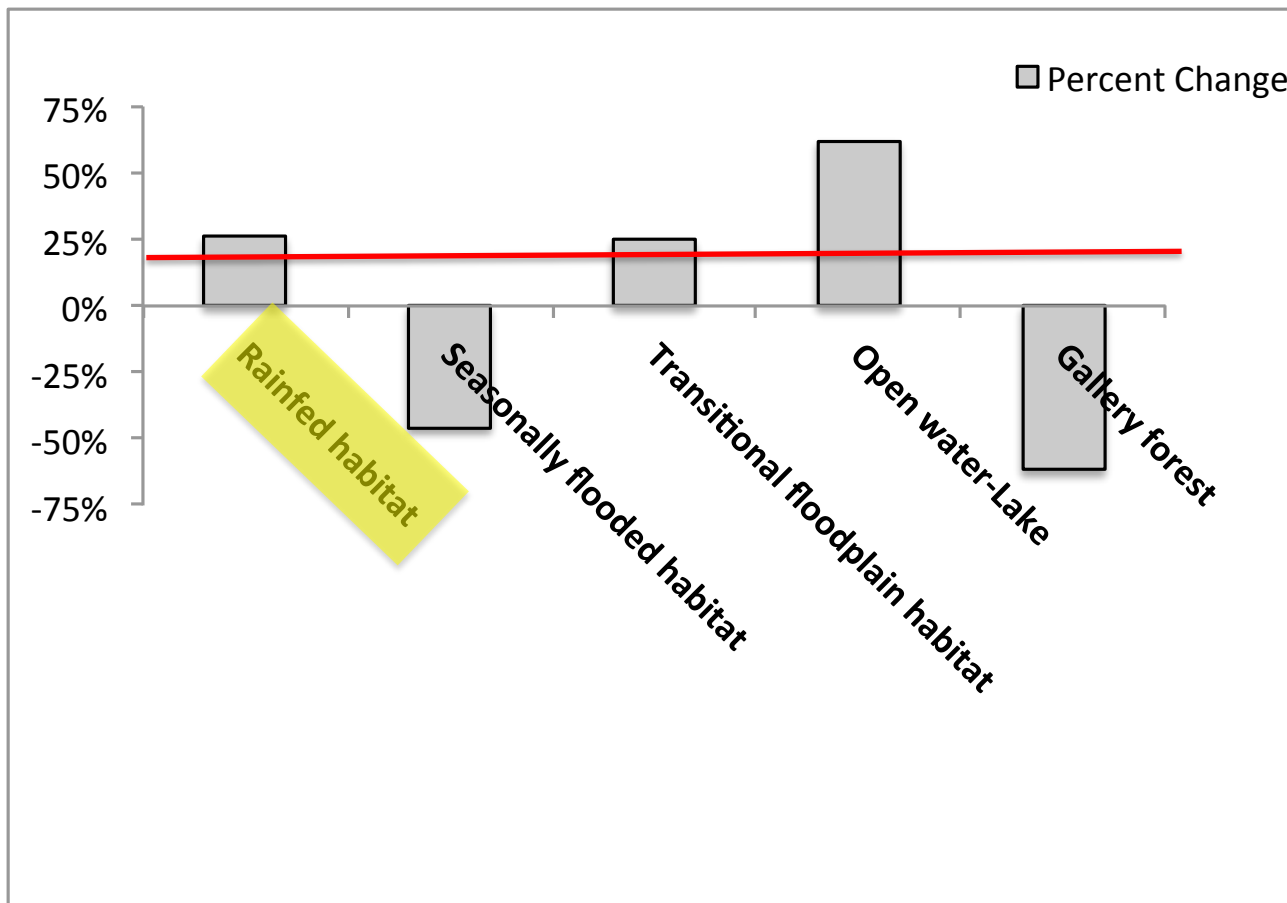 Percent Change
75%
50%
25%
0%
-25%
-50%
-75%
Rainfed habitat
Seasonally flooded habitat
Transitional floodplain habitat
Open water-Lake
Gallery forest